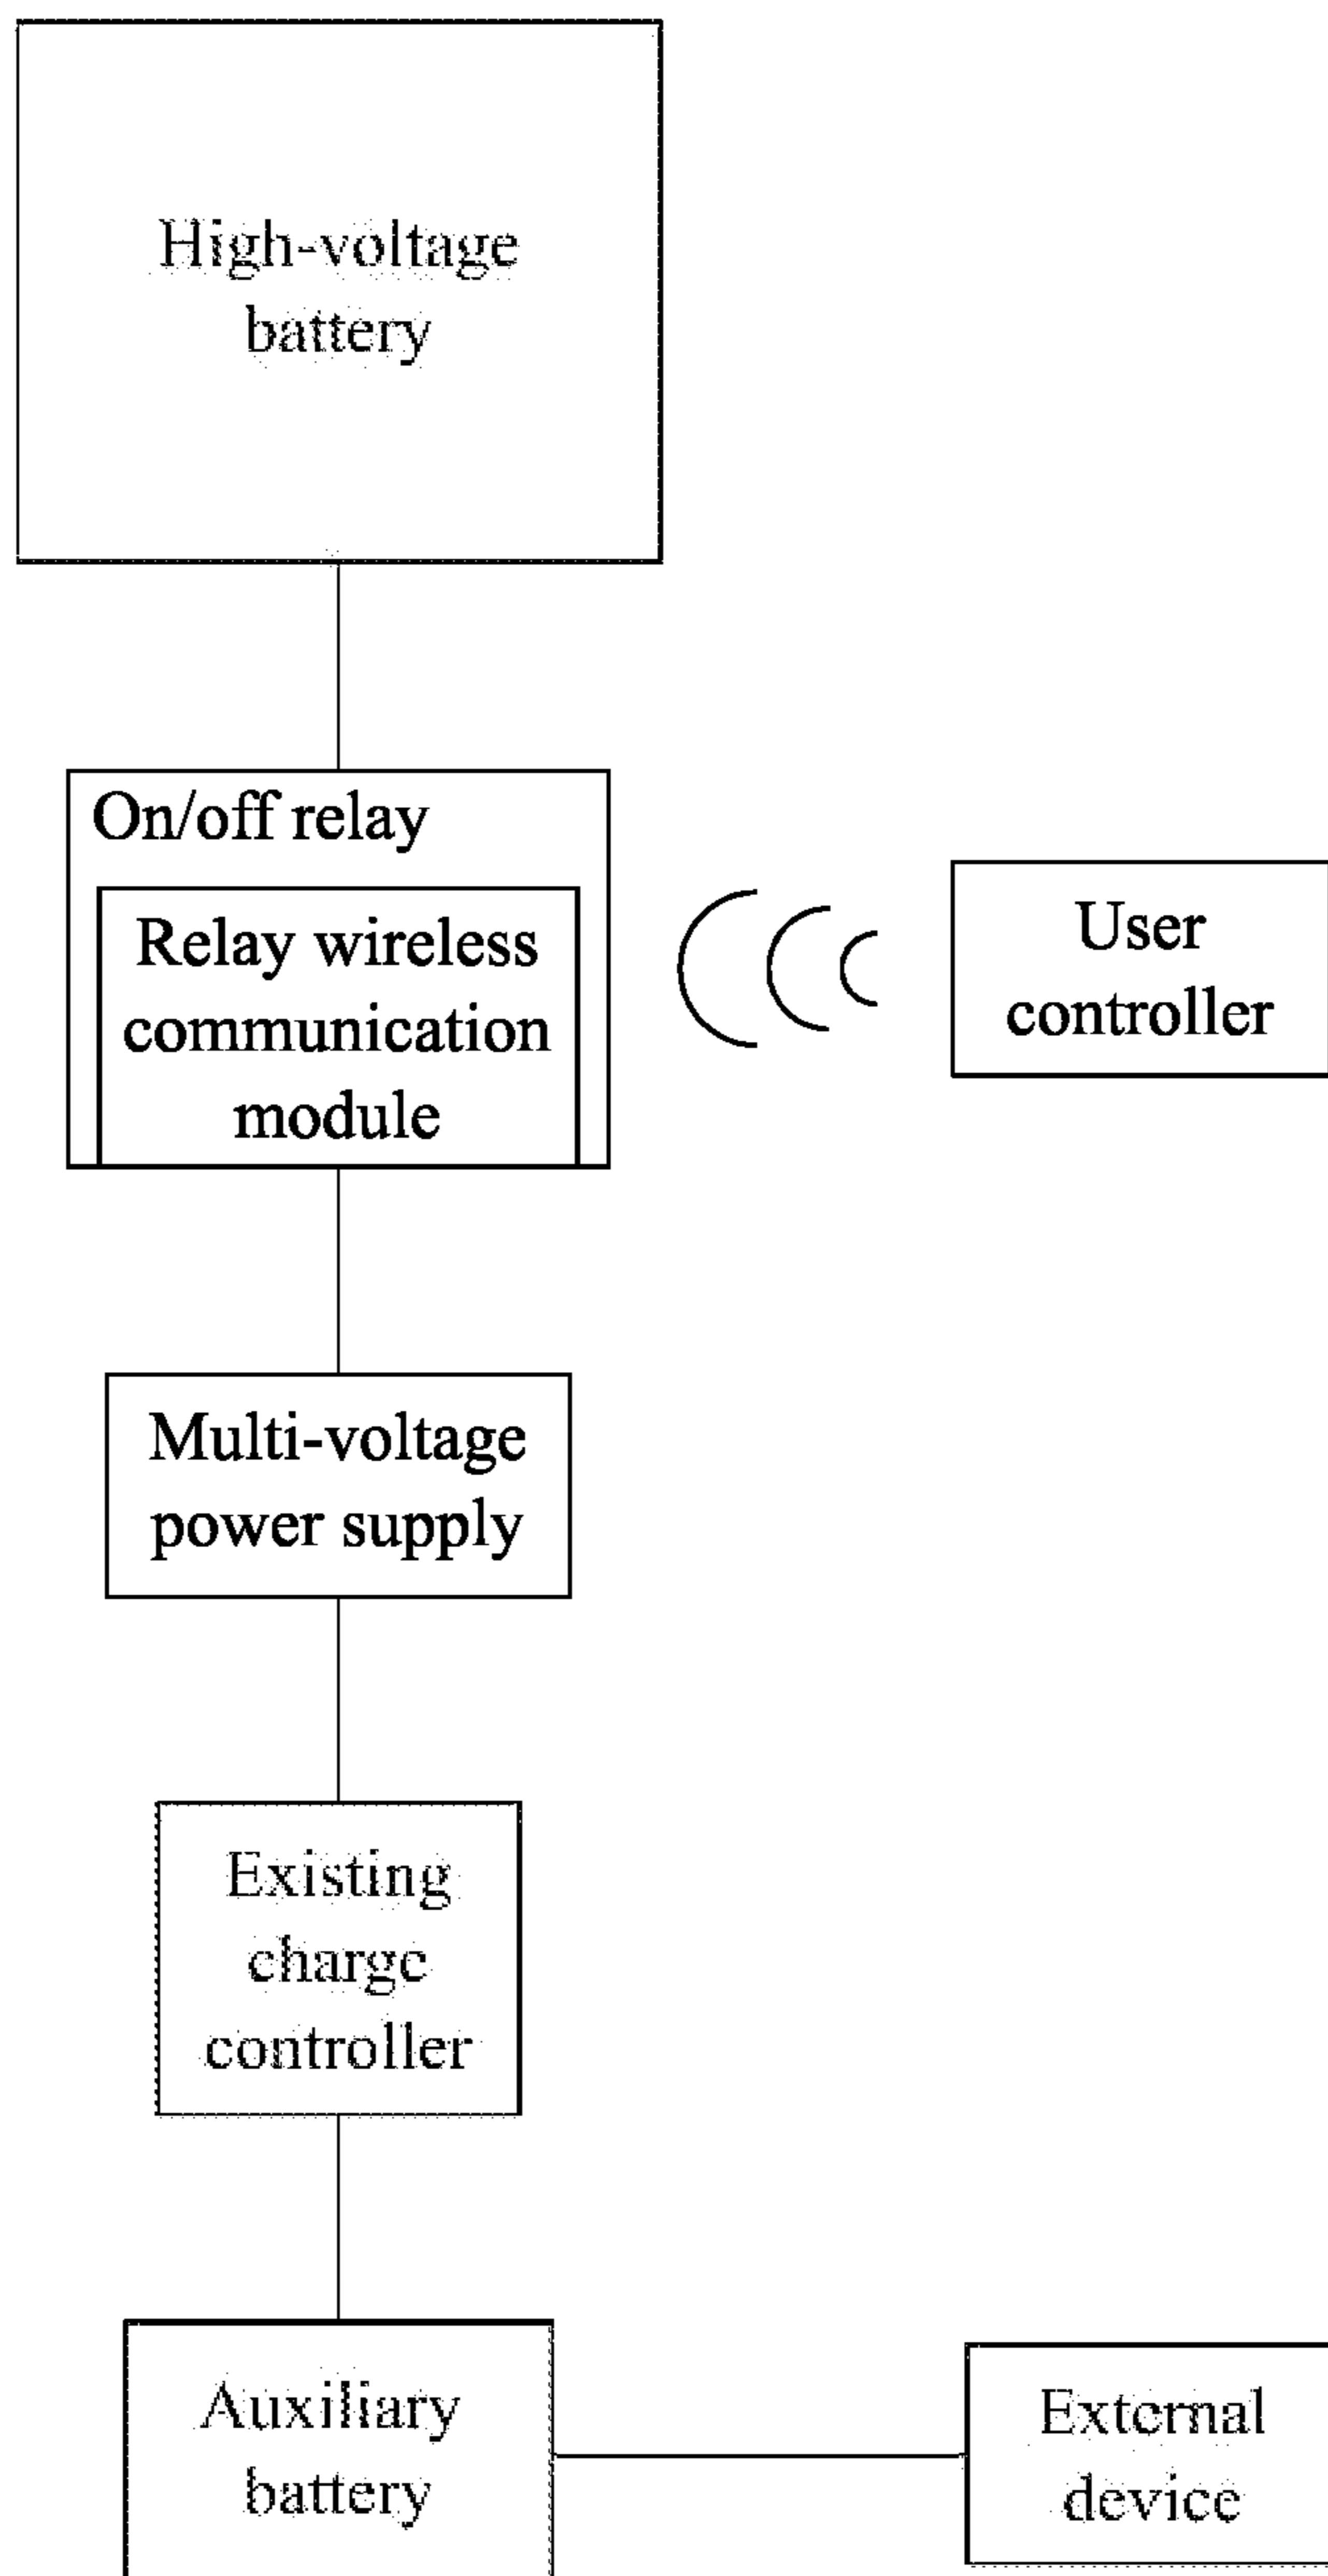 High-voltage
battery
On/off relay
Relay wireless
communication
module
User
controller
Multi-voltage
power supply
Existing
charge
controller
Auxiliary
battery
External
device